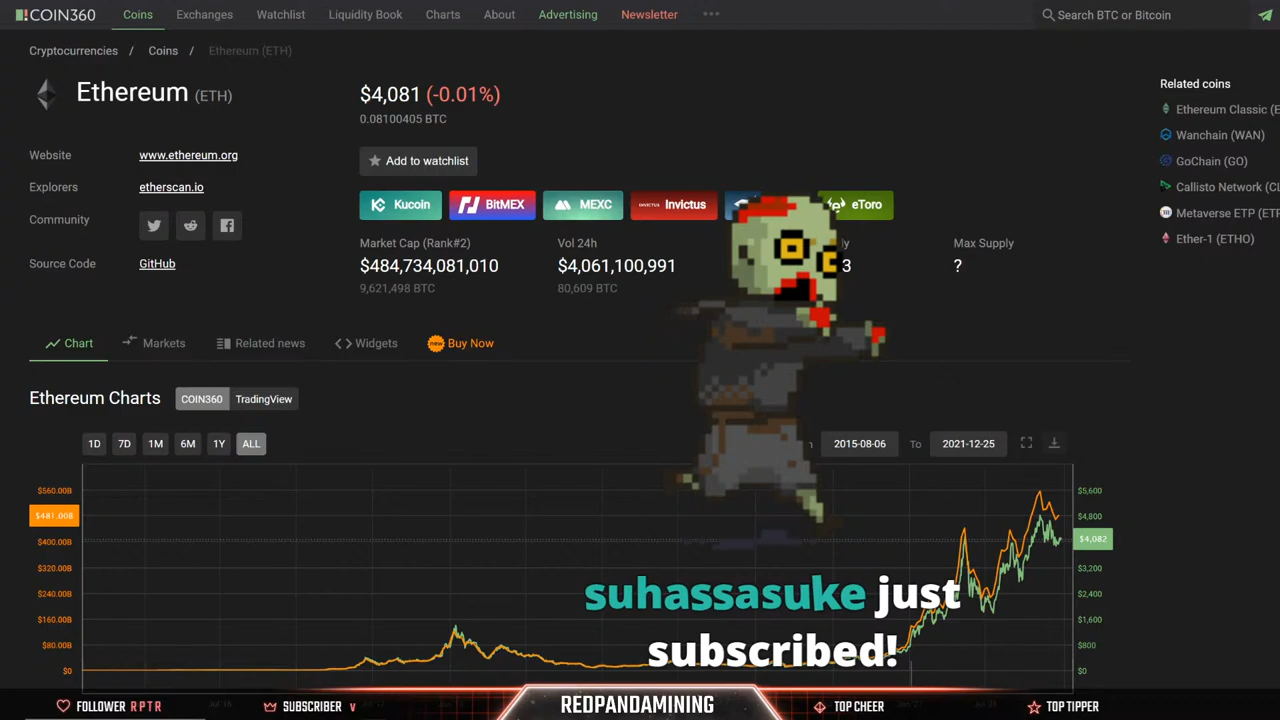 COIN360 Coins Exchanges Watchlist Liquidity Book Charts About Advertising Newsletter ••• Search BTC or Bitcoin
Cryptocurrencies / Coins / Ethereum (ETH)
Ethereum (ETH)
$4,081 (-0.01%)
0.08100405 BTC
Related coins
Ethereum Classic (E
Wanchain (WAN)
GoChain (GO)
Callisto Network (C
Metaverse ETP (ETP
Ether-1 (ETHO)
Website www.ethereum.org
Explorers etherscan.io
Community
Source Code GitHub
Add to watchlist
Kucoin BitMEX MEXC INVICTUS Invictus eToro
Market Cap (Rank#2) Vol 24h Max Supply
$484,734,081,010 $4,061,100,991 3 ?
9,621,498 BTC 80,609 BTC
Chart Markets Related news <> Widgets new Buy Now
Ethereum Charts COIN360 TradingView
1D 7D 1M 6M 1Y ALL 2015-08-06 To 2021-12-25
$560.00B $5,600
$481.00B $4,800
$400.00B $4,082
$320.00B $3,200
$240.00B $2,400
$160.00B $1,600
$80.00B $800
$0 $0
suhassasuke just
subscribed!
FOLLOWER RPTR SUBSCRIBER V REDPANDAMINING TOP CHEER TOP TIPPER